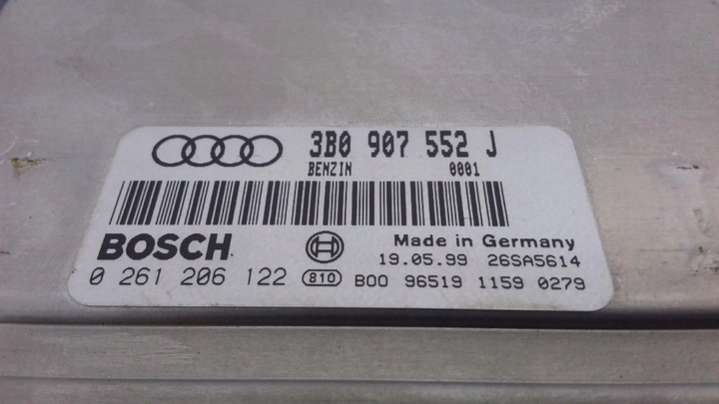 3B0 907 552 J
BENZIN 0001
BOSCH
Made in Germany
19.05.99 26SA5614
0 261 206 122 810 B00 96519 1159 0279